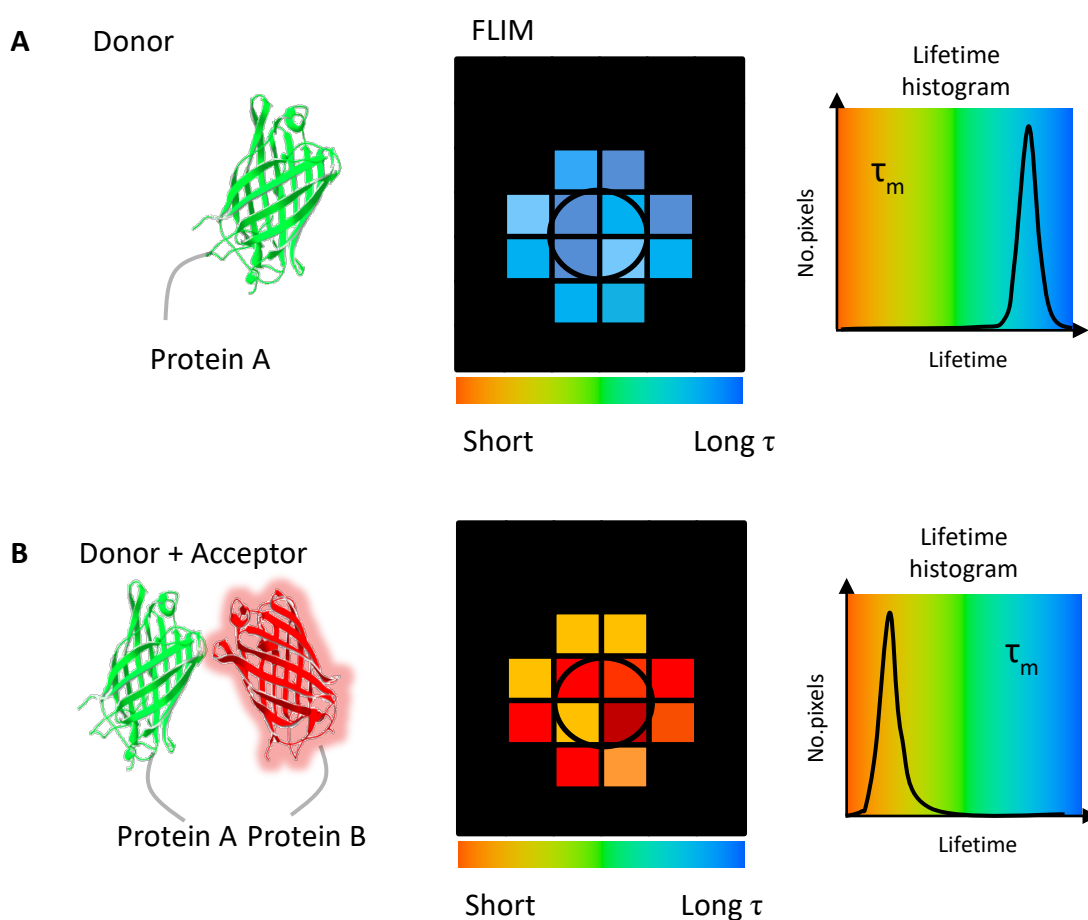 A
Donor
FLIM
Lifetime
histogram
τm
No.pixels
Lifetime
Protein A
Short
Long τ
B
Donor + Acceptor
Lifetime
histogram
τm
No.pixels
Lifetime
Protein A
Protein B
Short
Long τ